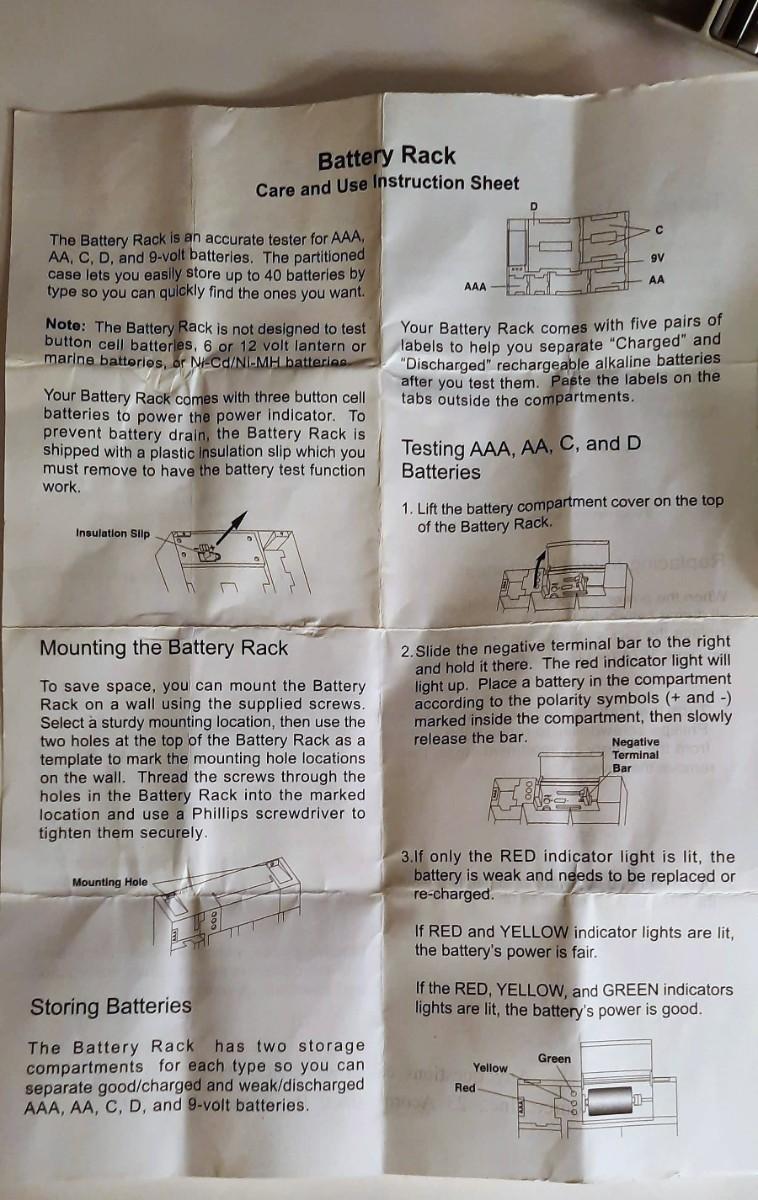 Battery Rack
Care and Use Instruction Sheet
The Battery Rack is an accurate tester for AAA,
AA, C, D, and 9-volt batteries. The partitioned
case lets you easily store up to 40 batteries by
type so you can quickly find the ones you want.
Note: The Battery Rack is not designed to test
button cell batteries, 6 or 12 volt lantern or
marine batteries, or Ni-Cd/Ni-MH batteries.
Your Battery Rack comes with three button cell
batteries to power the power indicator. To
prevent battery drain, the Battery Rack is
shipped with a plastic insulation slip which you
must remove to have the battery test function
work.
Insulation Slip
Mounting the Battery Rack
To save space, you can mount the Battery
Rack on a wall using the supplied screws.
Select a sturdy mounting location, then use the
two holes at the top of the Battery Rack as a
template to mark the mounting hole locations
on the wall. Thread the screws through the
holes in the Battery Rack into the marked
location and use a Phillips screwdriver to
tighten them securely.
Mounting Hole
Storing Batteries
The Battery Rack has two storage
compartments for each type so you can
separate good/charged and weak/discharged
AAA, AA, C, D, and 9-volt batteries.
D
C
9V
AA
AAA
Your Battery Rack comes with five pairs of
labels to help you separate “Charged” and
“Discharged” rechargeable alkaline batteries
after you test them. Paste the labels on the
tabs outside the compartments.
Testing AAA, AA, C, and D
Batteries
1. Lift the battery compartment cover on the top
of the Battery Rack.
2. Slide the negative terminal bar to the right
and hold it there. The red indicator light will
light up. Place a battery in the compartment
according to the polarity symbols (+ and -)
marked inside the compartment, then slowly
release the bar.
Negative
Terminal
Bar
3.If only the RED indicator light is lit, the
battery is weak and needs to be replaced or
re-charged.
If RED and YELLOW indicator lights are lit,
the battery's power is fair.
If the RED, YELLOW, and GREEN indicators
lights are lit, the battery's power is good.
Green
Yellow
Red